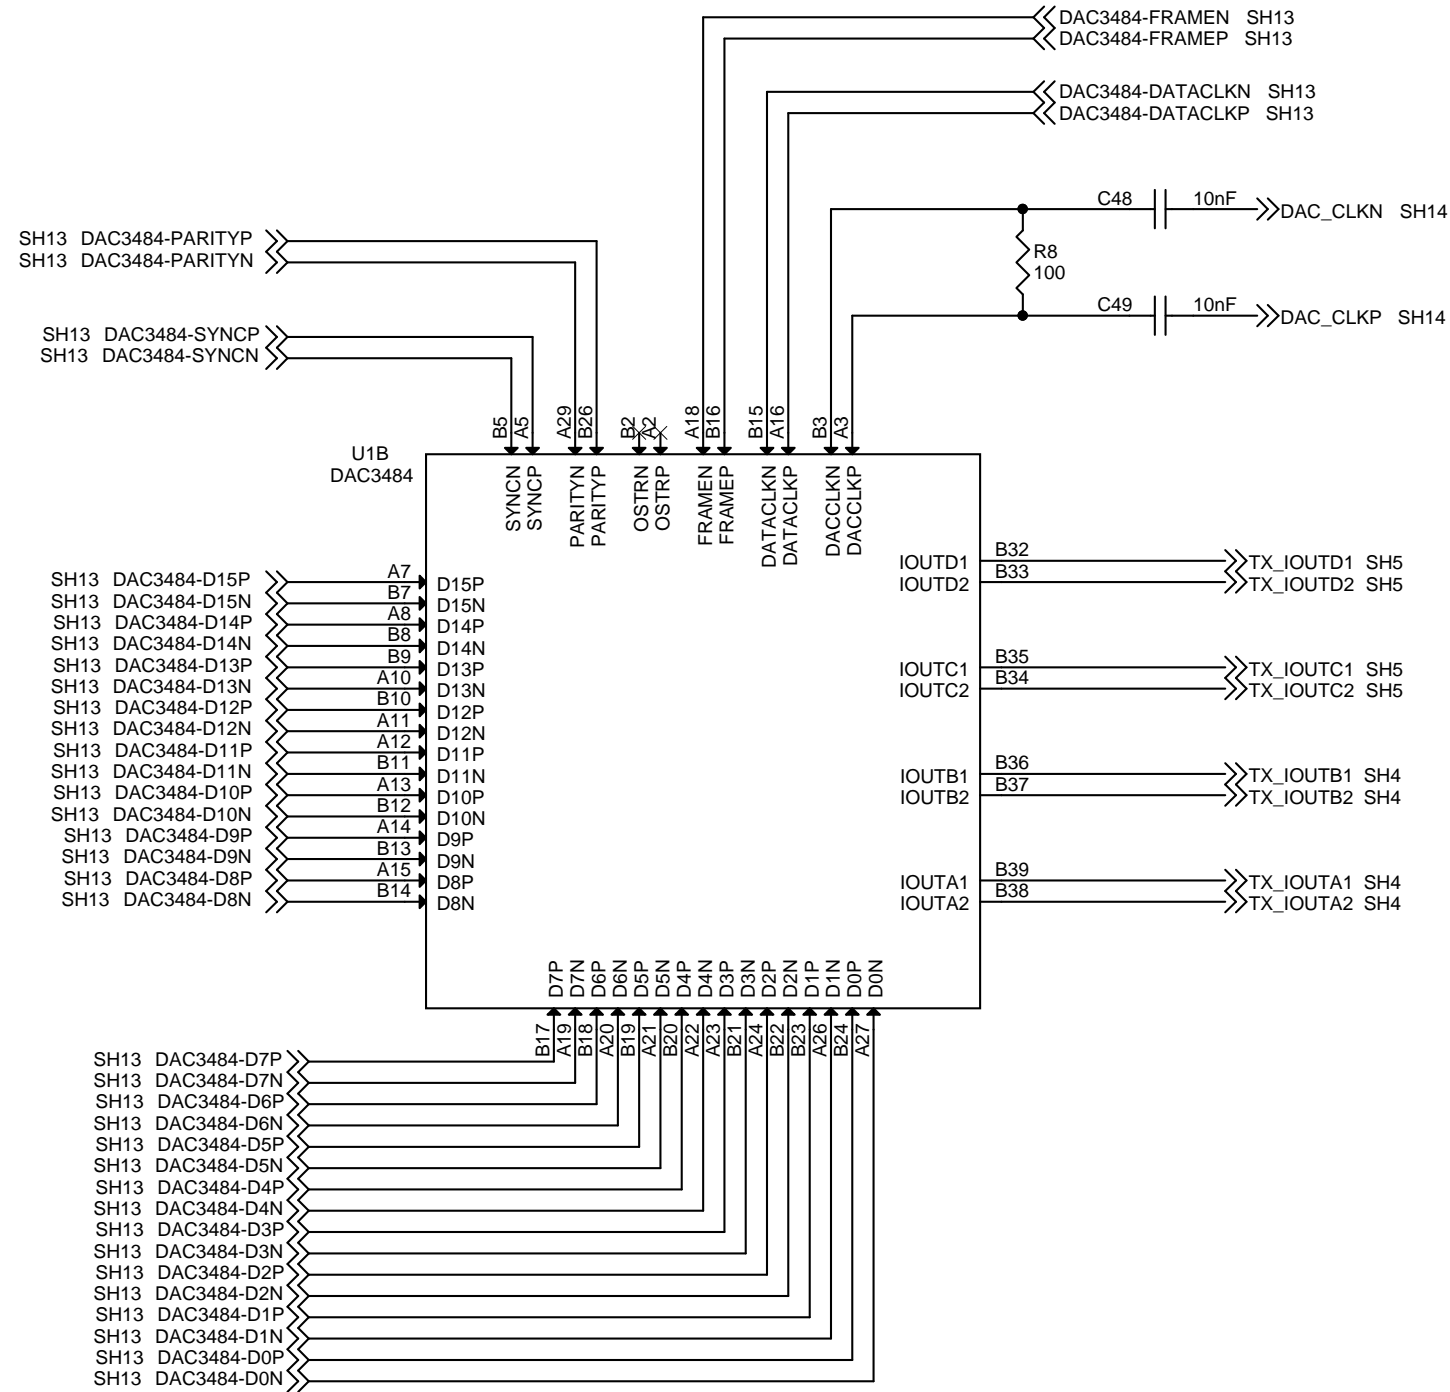 DAC3484-FRAMEN SH13
DAC3484-FRAMEP SH13
DAC3484-DATACLKN SH13
DAC3484-DATACLKP SH13
C48 10nF DAC_CLKN SH14
R8
100
C49 10nF DAC_CLKP SH14
SH13 DAC3484-PARITYP
SH13 DAC3484-PARITYN
SH13 DAC3484-SYNCP
SH13 DAC3484-SYNCN
B5
A5
A29
B26
B2
A2
A18
B16
B15
A16
B3
A3
U1B
DAC3484
SYNCN
SYNCP
PARITYN
PARITYP
OSTRN
OSTRP
FRAMEN
FRAMEP
DATACLKN
DATACLKP
DACCLKN
DACCLKP
SH13 DAC3484-D15P A7 D15P
SH13 DAC3484-D15N B7 D15N
SH13 DAC3484-D14P A8 D14P
SH13 DAC3484-D14N B8 D14N
SH13 DAC3484-D13P B9 D13P
SH13 DAC3484-D13N A10 D13N
SH13 DAC3484-D12P B10 D12P
SH13 DAC3484-D12N A11 D12N
SH13 DAC3484-D11P A12 D11P
SH13 DAC3484-D11N B11 D11N
SH13 DAC3484-D10P A13 D10P
SH13 DAC3484-D10N B12 D10N
SH13 DAC3484-D9P A14 D9P
SH13 DAC3484-D9N B13 D9N
SH13 DAC3484-D8P A15 D8P
SH13 DAC3484-D8N B14 D8N
IOUTD1 B32 TX_IOUTD1 SH5
IOUTD2 B33 TX_IOUTD2 SH5
IOUTC1 B35 TX_IOUTC1 SH5
IOUTC2 B34 TX_IOUTC2 SH5
IOUTB1 B36 TX_IOUTB1 SH4
IOUTB2 B37 TX_IOUTB2 SH4
IOUTA1 B39 TX_IOUTA1 SH4
IOUTA2 B38 TX_IOUTA2 SH4
D7P
D7N
D6P
D6N
D5P
D5N
D4P
D4N
D3P
D3N
D2P
D2N
D1P
D1N
D0P
D0N
B17
A19
B18
A20
B19
A21
B20
A22
A23
B21
A24
B22
B23
A26
B24
A27
SH13 DAC3484-D7P
SH13 DAC3484-D7N
SH13 DAC3484-D6P
SH13 DAC3484-D6N
SH13 DAC3484-D5P
SH13 DAC3484-D5N
SH13 DAC3484-D4P
SH13 DAC3484-D4N
SH13 DAC3484-D3P
SH13 DAC3484-D3N
SH13 DAC3484-D2P
SH13 DAC3484-D2N
SH13 DAC3484-D1P
SH13 DAC3484-D1N
SH13 DAC3484-D0P
SH13 DAC3484-D0N